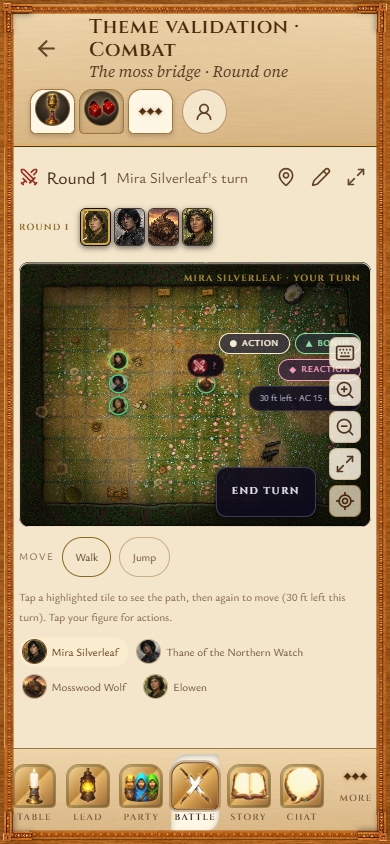 Theme validation ·
Combat
The moss bridge · Round one
Round 1 Mira Silverleaf's turn
ROUND 1
MIRA SILVERLEAF · YOUR TURN
ACTION
REACTION
30 ft left · AC 15 ·
END TURN
MOVE Walk Jump
Tap a highlighted tile to see the path, then again to move (30 ft left this
turn). Tap your figure for actions.
Mira Silverleaf Thane of the Northern Watch
Mosswood Wolf Elowen
TABLE LEAD PARTY BATTLE STORY CHAT MORE